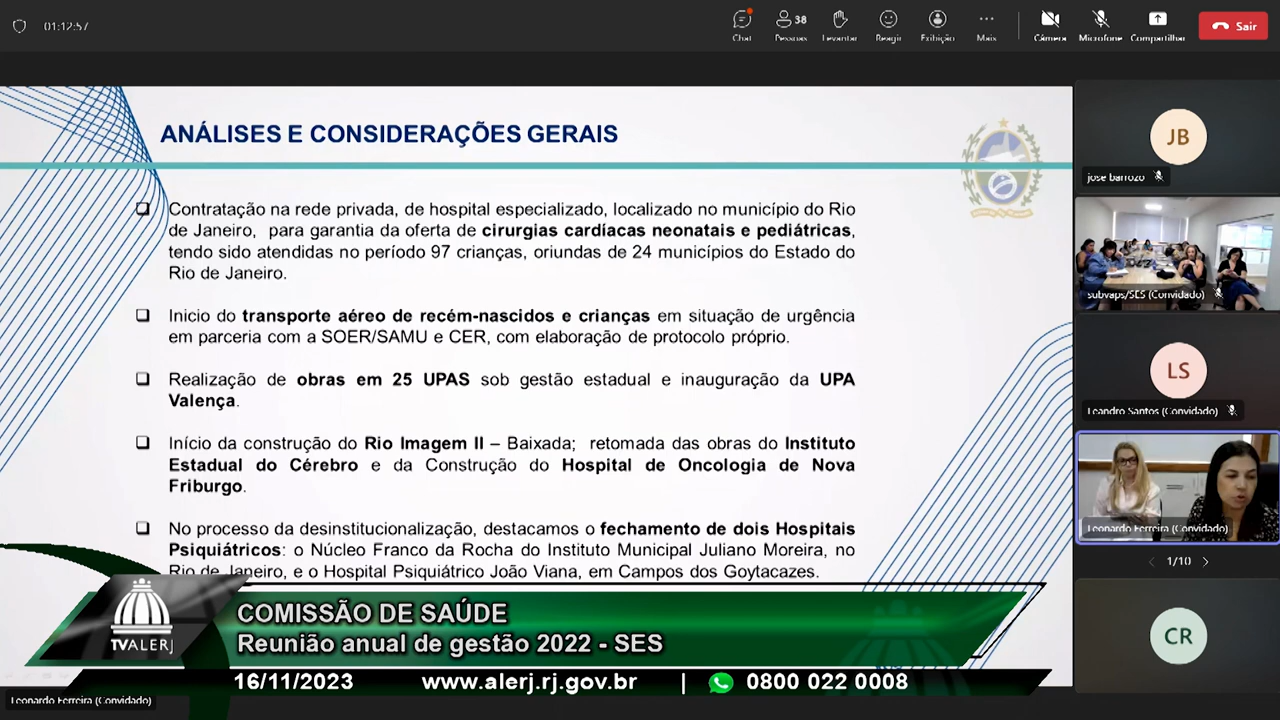 01:12:57
Chat
38
Pessoas
Levantar
Reagir
Exibição
Mais
Câmera
Microfone
Compartilhar
Sair
ANÁLISES E CONSIDERAÇÕES GERAIS
Contratação na rede privada, de hospital especializado, localizado no município do Rio
de Janeiro, para garantia da oferta de cirurgias cardíacas neonatais e pediátricas,
tendo sido atendidas no período 97 crianças, oriundas de 24 municípios do Estado do
Rio de Janeiro.
Inicio do transporte aéreo de recém-nascidos e crianças em situação de urgência
em parceria com a SOER/SAMU e CER, com elaboração de protocolo próprio.
Realização de obras em 25 UPAS sob gestão estadual e inauguração da UPA
Valença.
Início da construção do Rio Imagem II – Baixada; retomada das obras do Instituto
Estadual do Cérebro e da Construção do Hospital de Oncologia de Nova
Friburgo.
No processo da desinstitucionalização, destacamos o fechamento de dois Hospitais
Psiquiátricos: o Núcleo Franco da Rocha do Instituto Municipal Juliano Moreira, no
Rio de Janeiro, e o Hospital Psiquiátrico João Viana, em Campos dos Goytacazes.
JB
jose barrozo
subvaps/SES (Convidado)
LS
Leandro Santos (Convidado)
Leonardo Ferreira (Convidado)
1/10
CR
TVALERJ
COMISSÃO DE SAÚDE
Reunião anual de gestão 2022 - SES
16/11/2023 www.alerj.rj.gov.br | 0800 022 0008
Leonardo Ferreira (Convidado)